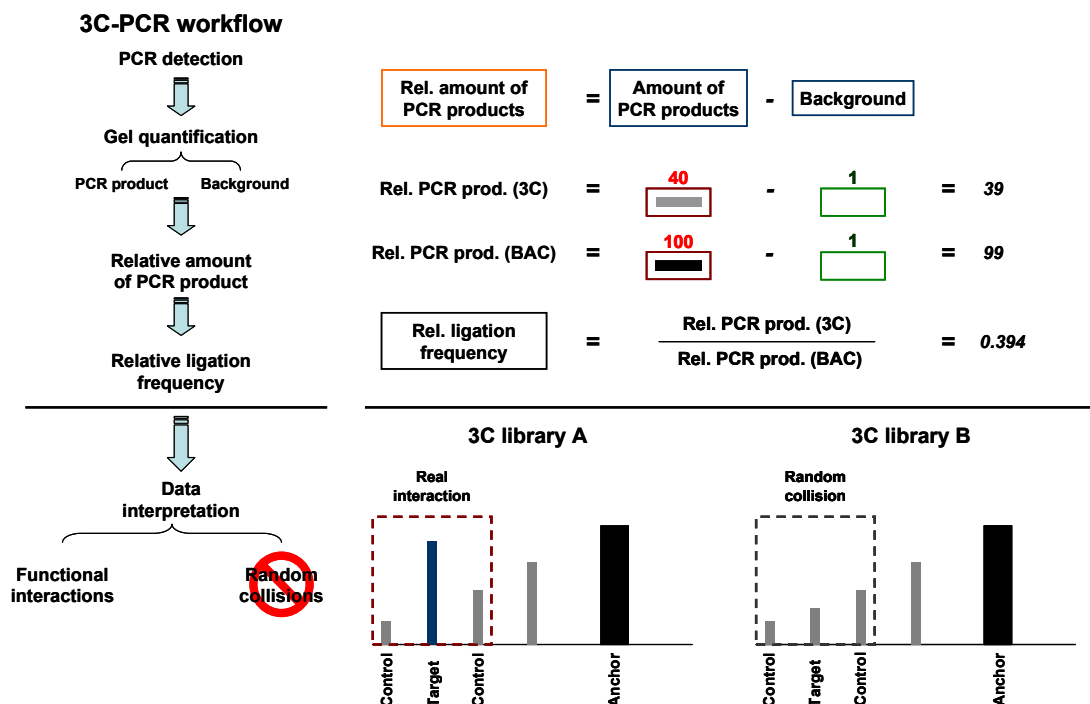 3C-PCR workflow
PCR detection
Gel quantification
PCR product Background
Relative amount
of PCR product
Relative ligation
frequency
Data
interpretation
Functional
interactions
Random
collisions
Rel. amount of
PCR products
=
Amount of
PCR products
-
Background
Rel. PCR prod. (3C) = 40 - 1 = 39
Rel. PCR prod. (BAC) = 100 - 1 = 99
Rel. ligation
frequency
=
Rel. PCR prod. (3C)
Rel. PCR prod. (BAC)
= 0.394
3C library A
Real
interaction
Control
Target
Control
Anchor
3C library B
Random
collision
Control
Target
Control
Anchor